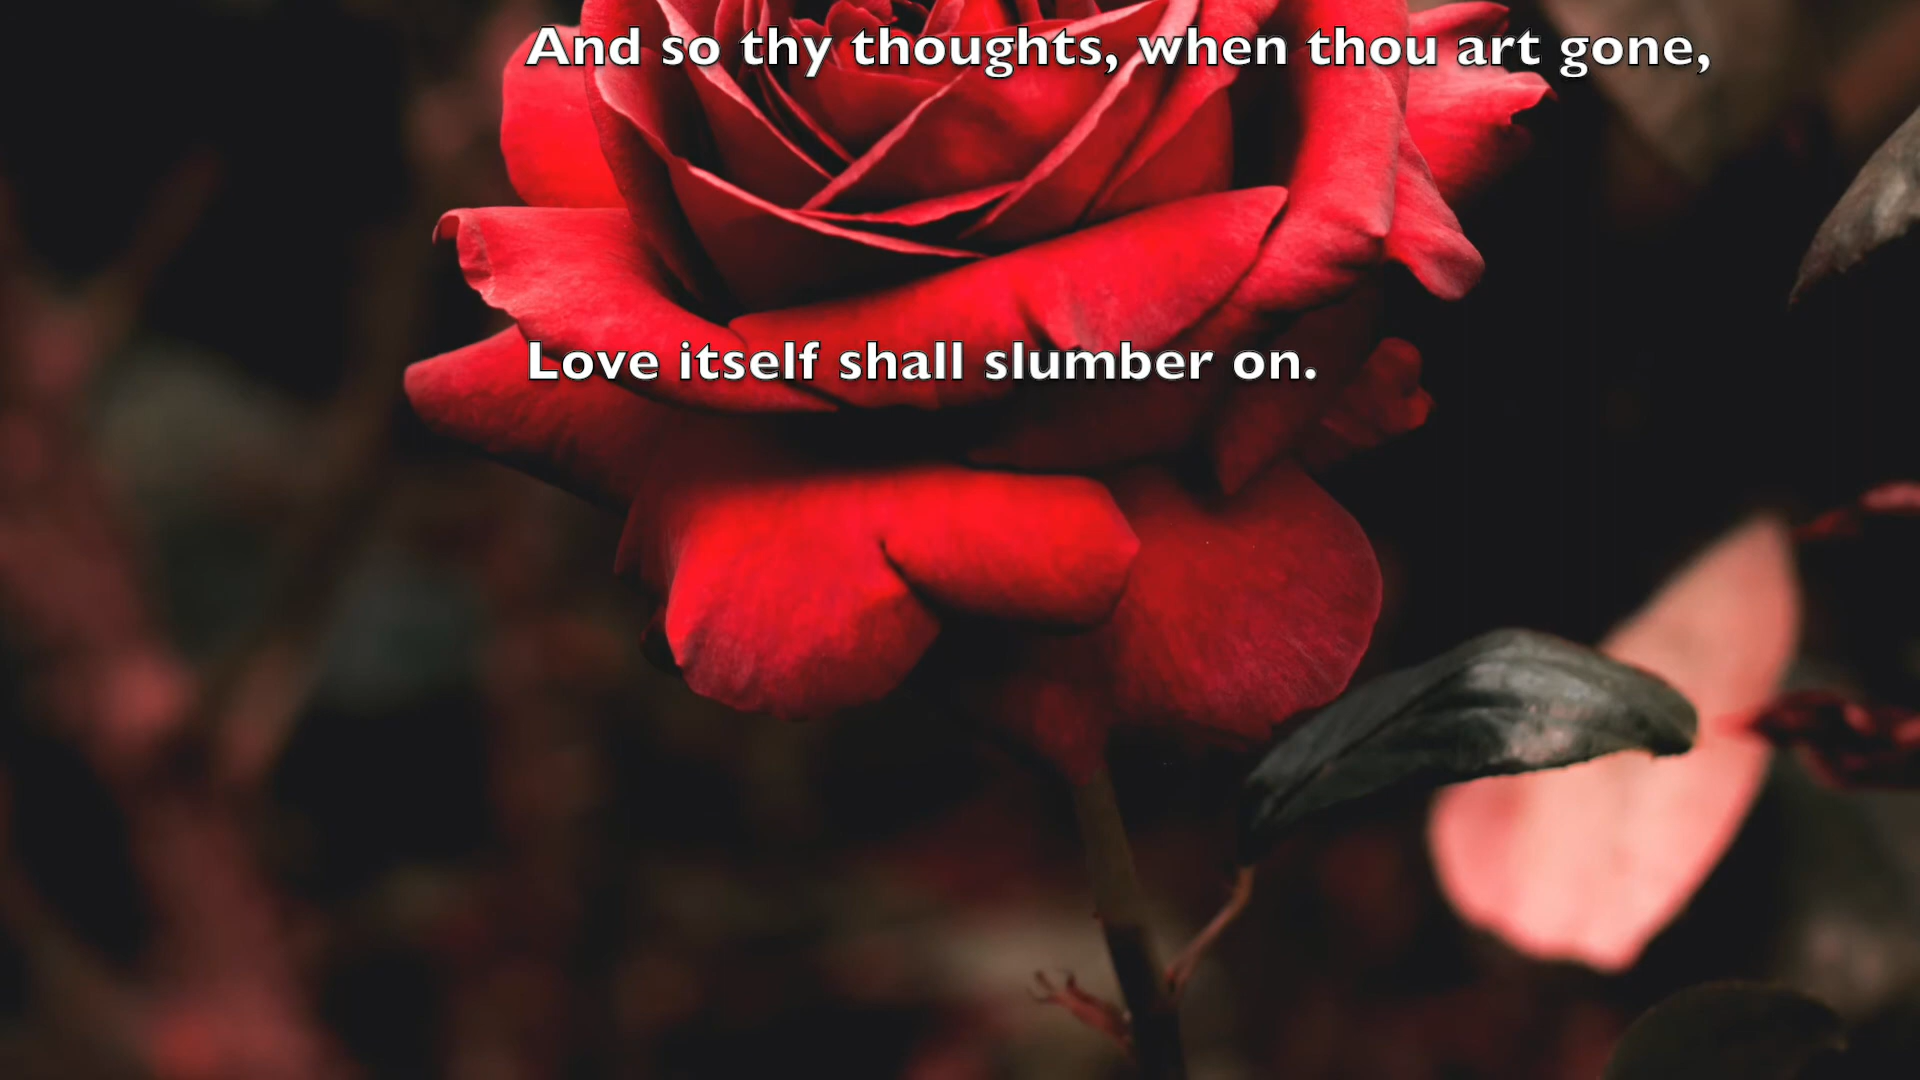 And so thy thoughts, when thou art gone,
Love itself shall slumber on.